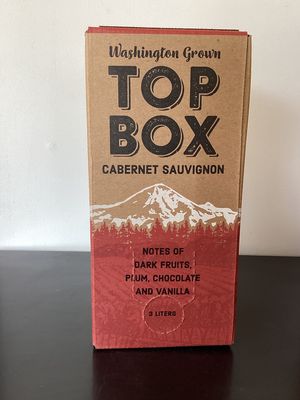 Washington Grown
TOP
BOX
CABERNET SAUVIGNON
NOTES OF
DARK FRUITS,
PLUM, CHOCOLATE
AND VANILLA
3 LITERS